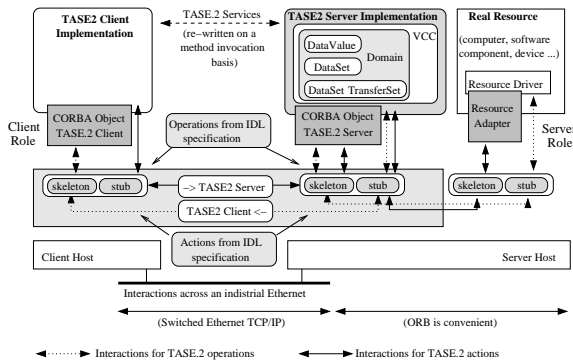 TASE2 Client
Implementation
TASE.2 Services
(re−written on a
method invocation
basis)
TASE2 Server Implementation
VCC
DataValue
Domain
DataSet
DataSet TransferSet
Real Resource
(computer, software
component, device ...)
Resource Driver
Client
Role
CORBA Object
TASE.2 Client
Operations from IDL
specification
CORBA Object
TASE.2 Server
Resource
Adapter
Server
Role
skeleton
stub
−> TASE2 Server
skeleton
stub
skeleton
stub
TASE2 Client <−
Actions from IDL
specification
Client Host
Server Host
Interactions across an indistrial Ethernet
(Switched Ethernet TCP/IP)
(ORB is convenient)
Interactions for TASE.2 operations
Interactions for TASE.2 actions